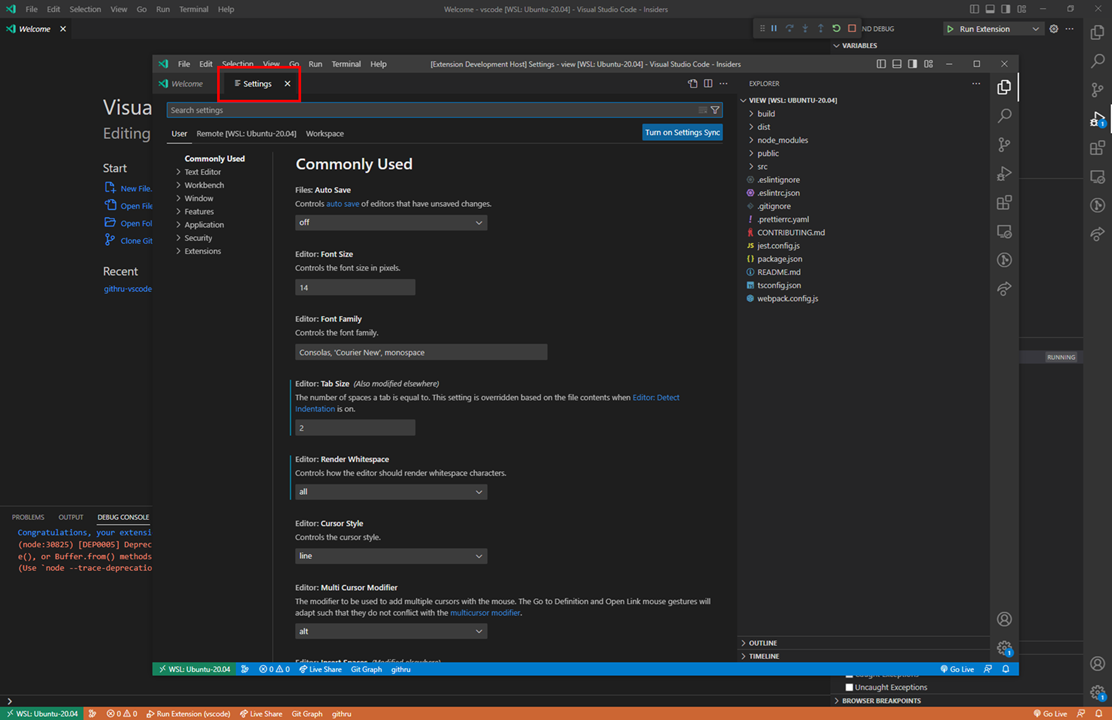 File Edit Selection View Go Run Terminal Help
Welcome - vscode [WSL: Ubuntu-20.04] - Visual Studio Code - Insiders
Welcome
ND DEBUG
Run Extension
VARIABLES
File Edit Selection View Go Run Terminal Help
[Extension Development Host] Settings - view [WSL: Ubuntu-20.04] - Visual Studio Code - Insiders
Welcome
Settings
EXPLORER
Search settings
VIEW [WSL: UBUNTU-20.04]
build
dist
node_modules
public
src
.eslintignore
.eslintrc.json
.gitignore
.prettierrc.yaml
CONTRIBUTING.md
jest.config.js
package.json
README.md
tsconfig.json
webpack.config.js
User Remote [WSL: Ubuntu-20.04] Workspace
Turn on Settings Sync
Commonly Used
Text Editor
Workbench
Window
Features
Application
Security
Extensions
Commonly Used
Files: Auto Save
Controls auto save of editors that have unsaved changes.
off
Editor: Font Size
Controls the font size in pixels.
14
Editor: Font Family
Controls the font family.
Consolas, 'Courier New', monospace
Editor: Tab Size (Also modified elsewhere)
The number of spaces a tab is equal to. This setting is overridden based on the file contents when Editor: Detect
Indentation is on.
2
Editor: Render Whitespace
Controls how the editor should render whitespace characters.
all
Editor: Cursor Style
Controls the cursor style.
line
Editor: Multi Cursor Modifier
The modifier to be used to add multiple cursors with the mouse. The Go to Definition and Open Link mouse gestures will
adapt such that they do not conflict with the multicursor modifier.
alt
OUTLINE
TIMELINE
WSL: Ubuntu-20.04 0 0 Live Share Git Graph githru
Go Live
1
Visua
Editing
Start
New File.
Open File
Open Fol
Clone Git
Recent
githru-vscode
RUNNING
PROBLEMS OUTPUT DEBUG CONSOLE
Congratulations, your extensi
(node:30825) [DEP0005] Deprec
e(), or Buffer.from() methods
(Use `node --trace-deprecatio
Uncaught Exceptions
BROWSER BREAKPOINTS
1
1
WSL: Ubuntu-20.04 0 0 Run Extension (vscode) Live Share Git Graph githru
Go Live